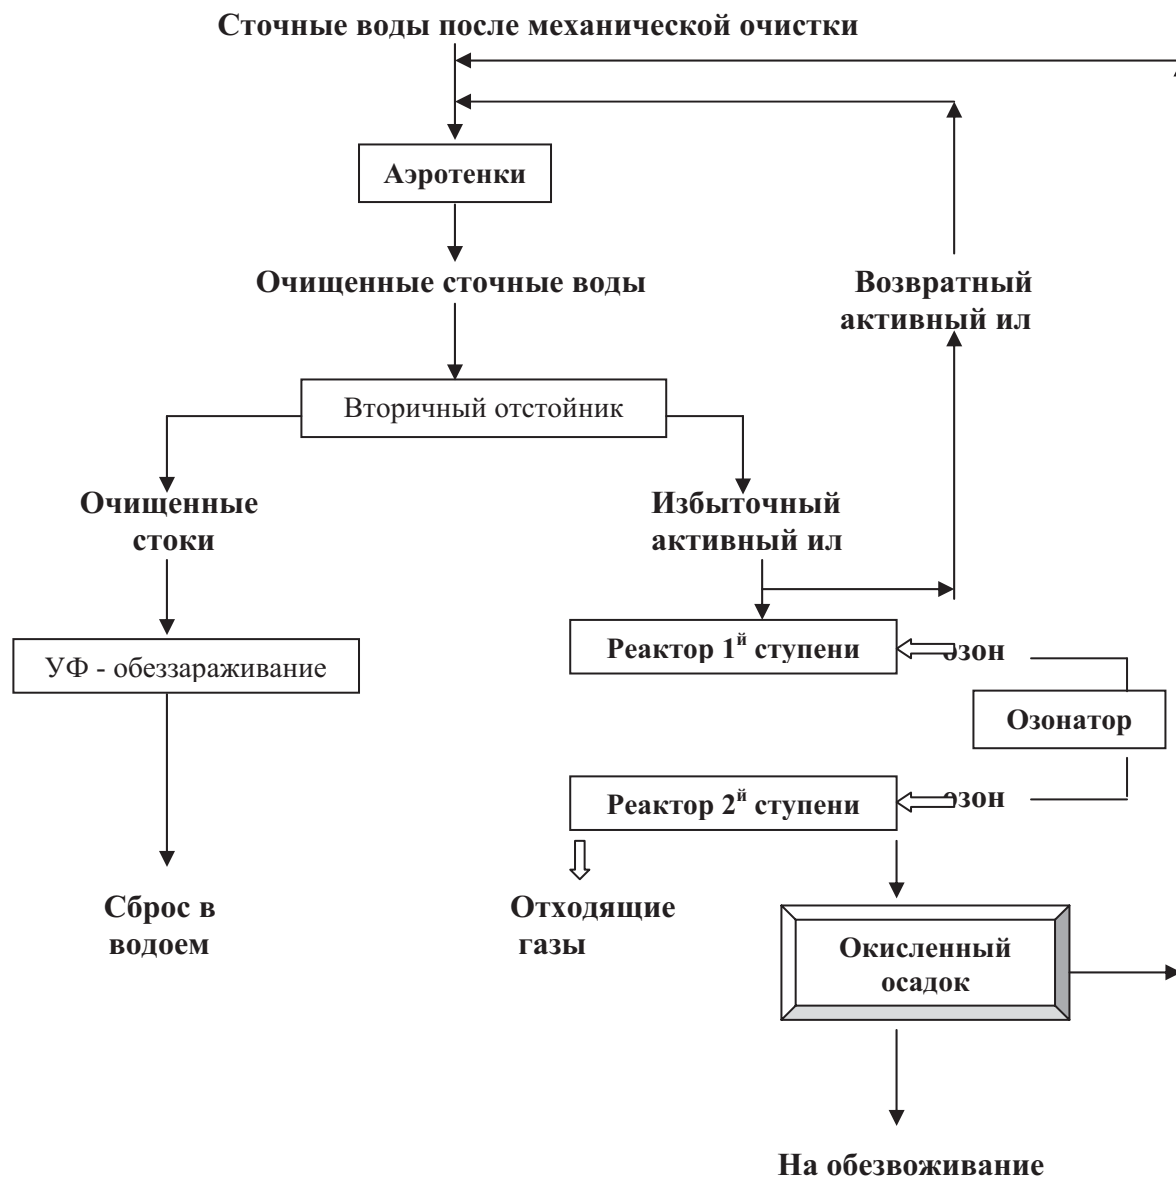 Сточные воды после механической очистки
Аэротенки
Очищенные сточные воды
Возвратный
активный ил
Вторичный отстойник
Очищенные
стоки
Избыточный
активный ил
УФ - обеззараживание
Реактор 1й ступени
озон
Озонатор
Реактор 2й ступени
озон
Сброс в
водоем
Отходящие
газы
Окисленный
осадок
На обезвоживание